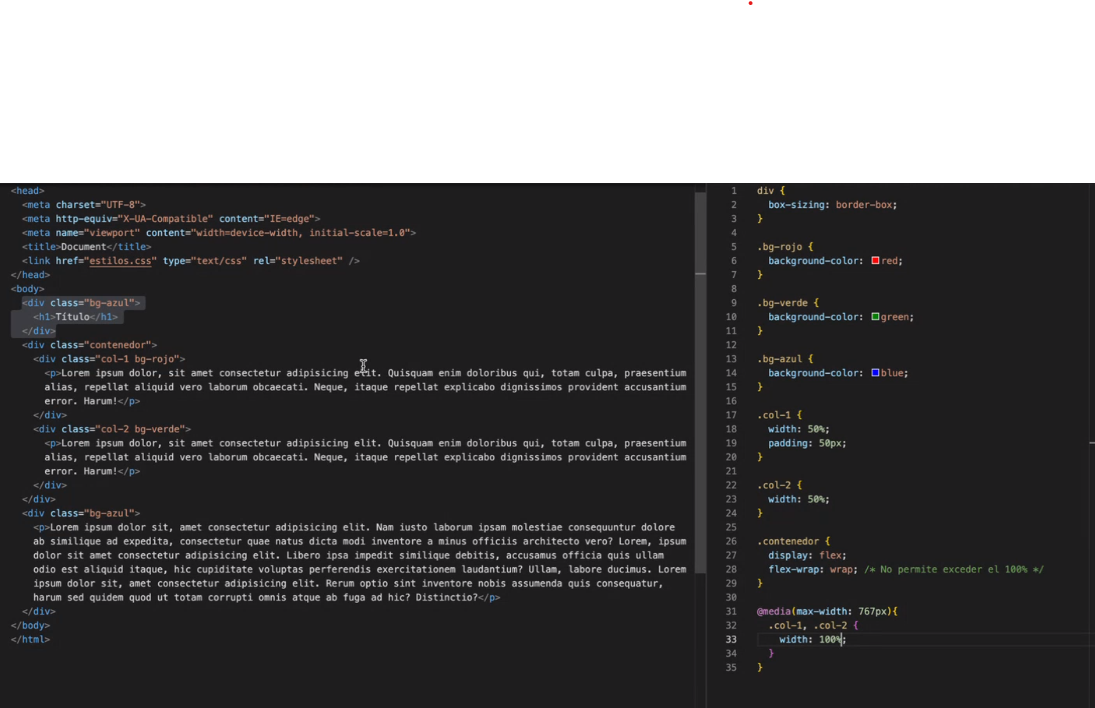 <head>
<meta charset="UTF-8">
<meta http-equiv="X-UA-Compatible" content="IE=edge">
<meta name="viewport" content="width=device-width, initial-scale=1.0">
<title>Document</title>
<link href="estilos.css" type="text/css" rel="stylesheet" />
</head>
<body>
<div class="bg-azul">
<h1>Título</h1>
</div>
<div class="contenedor">
<div class="col-1 bg-rojo">
<p>Lorem ipsum dolor, sit amet consectetur adipisicing elit. Quisquam enim doloribus qui, totam culpa, praesentium
alias, repellat aliquid vero laborum obcaecati. Neque, itaque repellat explicabo dignissimos provident accusantium
error. Harum!</p>
</div>
<div class="col-2 bg-verde">
<p>Lorem ipsum dolor, sit amet consectetur adipisicing elit. Quisquam enim doloribus qui, totam culpa, praesentium
alias, repellat aliquid vero laborum obcaecati. Neque, itaque repellat explicabo dignissimos provident accusantium
error. Harum!</p>
</div>
</div>
<div class="bg-azul">
<p>Lorem ipsum dolor sit, amet consectetur adipisicing elit. Nam iusto laborum ipsam molestiae consequuntur dolore
ab similique ad expedita, consectetur quae natus dicta modi inventore a minus officiis architecto vero? Lorem, ipsum
dolor sit amet consectetur adipisicing elit. Libero ipsa impedit similique debitis, accusamus officia quis ullam
odio est aliquid itaque, hic cupiditate voluptas perferendis exercitationem laudantium? Ullam, labore ducimus. Lorem
ipsum dolor sit, amet consectetur adipisicing elit. Rerum optio sint inventore nobis assumenda quis consequatur,
harum sed quidem quod ut totam corrupti omnis atque ab fuga ad hic? Distinctio?</p>
</div>
</body>
</html>
1 div {
2 box-sizing: border-box;
3 }
4
5 .bg-rojo {
6 background-color: red;
7 }
8
9 .bg-verde {
10 background-color: green;
11 }
12
13 .bg-azul {
14 background-color: blue;
15 }
16
17 .col-1 {
18 width: 50%;
19 padding: 50px;
20 }
21
22 .col-2 {
23 width: 50%;
24 }
25
26 .contenedor {
27 display: flex;
28 flex-wrap: wrap; /* No permite exceder el 100% */
29 }
30
31 @media(max-width: 767px){
32 .col-1, .col-2 {
33 width: 100%;
34 }
35 }